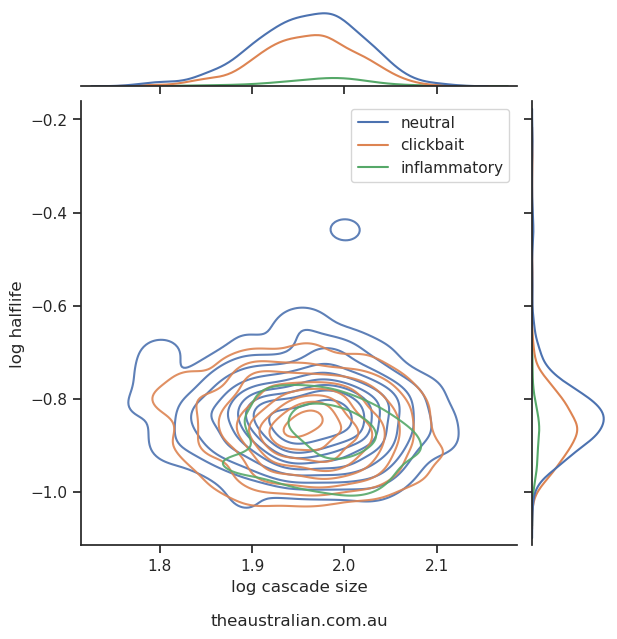 neutral
clickbait
inflammatory
−0.2
−0.4
−0.6
−0.8
−1.0
log halflife
1.8 1.9 2.0 2.1
log cascade size
theaustralian.com.au